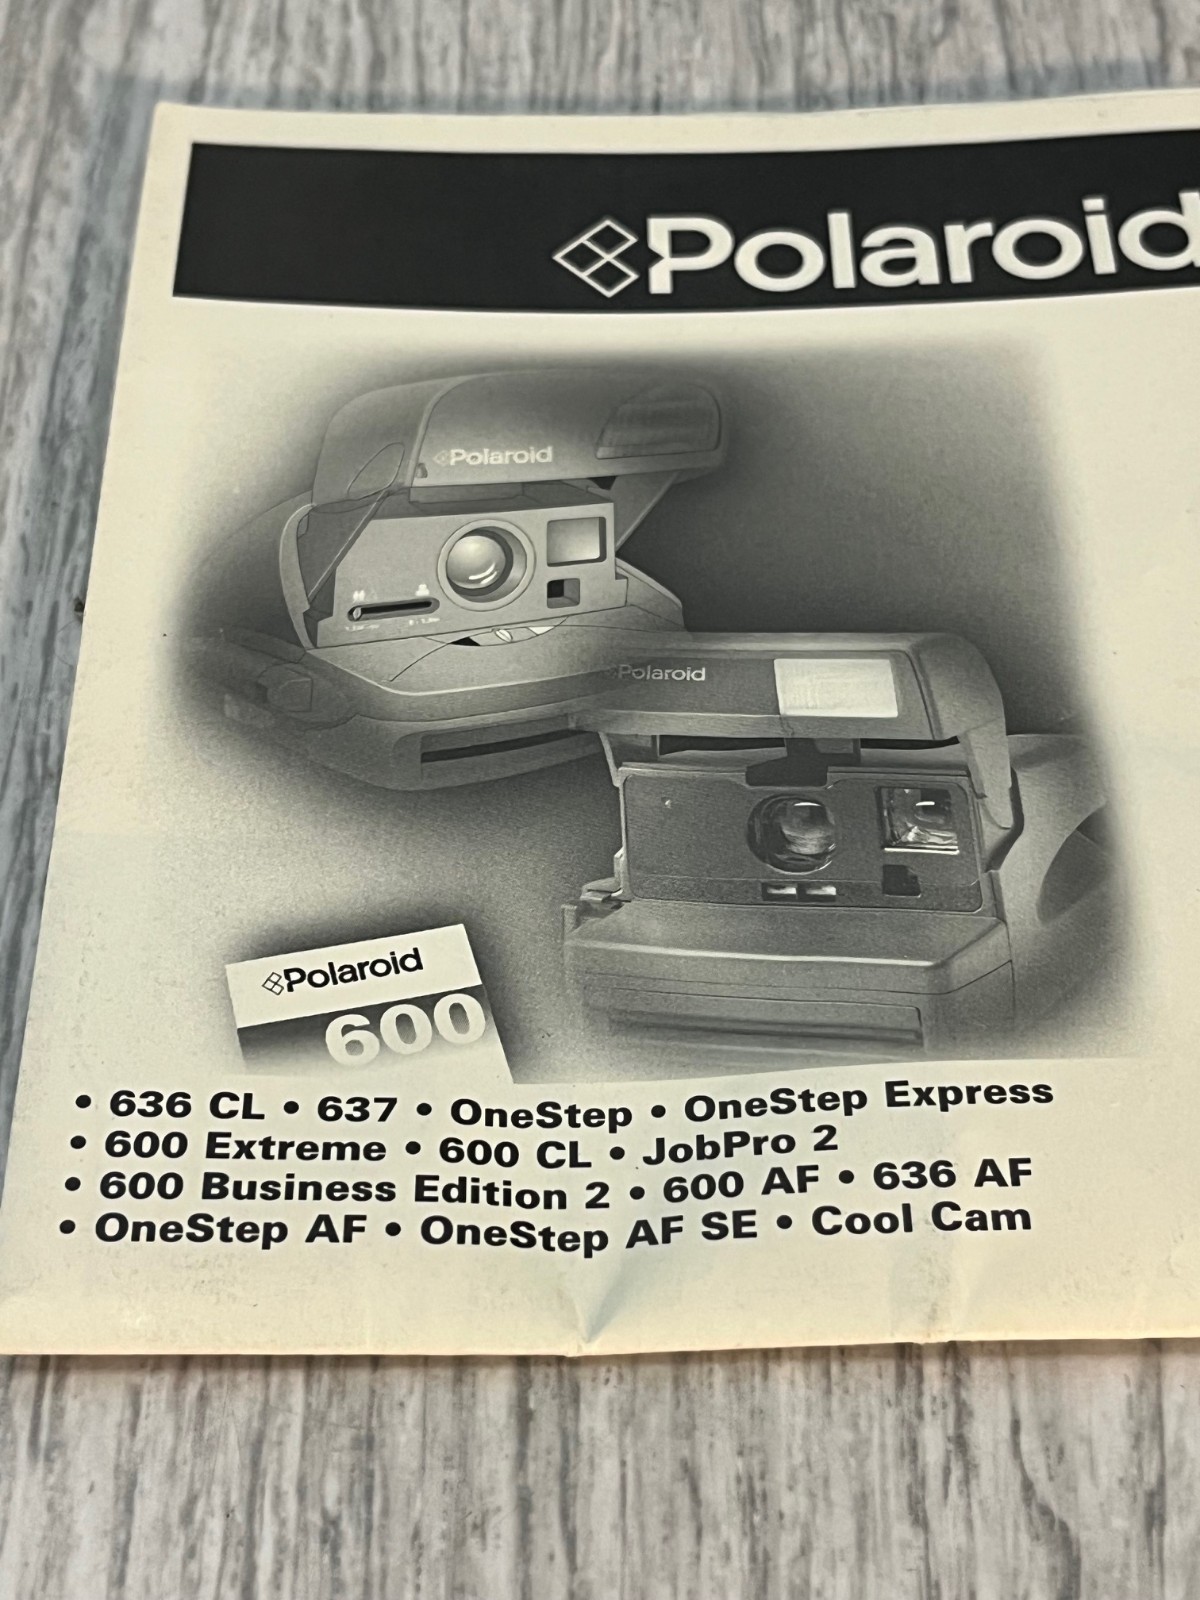 Polaroid
Polaroid
Polaroid
Polaroid
600
• 636 CL • 637 • OneStep • OneStep Express
• 600 Extreme • 600 CL • JobPro 2
• 600 Business Edition 2 • 600 AF • 636 AF
• OneStep AF • OneStep AF SE • Cool Cam